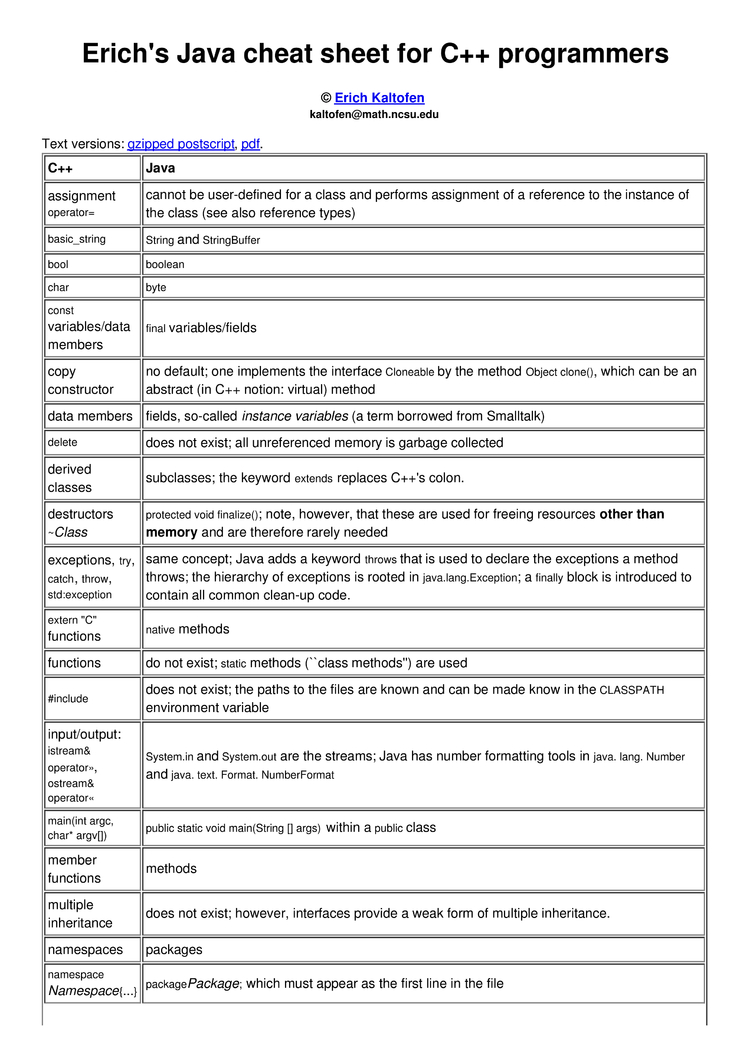 Erich's Java cheat sheet for C++ programmers
© Erich Kaltofen
kaltofen@math.ncsu.edu
Text versions: gzipped postscript, pdf.
C++ Java
assignment
operator=
cannot be user-defined for a class and performs assignment of a reference to the instance of
the class (see also reference types)
basic_string
String and StringBuffer
bool
boolean
char
byte
const
variables/data
members
final variables/fields
copy
constructor
no default; one implements the interface Cloneable by the method Object clone(), which can be an
abstract (in C++ notion: virtual) method
data members
fields, so-called instance variables (a term borrowed from Smalltalk)
delete
does not exist; all unreferenced memory is garbage collected
derived
classes
subclasses; the keyword extends replaces C++'s colon.
destructors
~Class
protected void finalize(); note, however, that these are used for freeing resources other than
memory and are therefore rarely needed
exceptions, try,
catch, throw,
std:exception
same concept; Java adds a keyword throws that is used to declare the exceptions a method
throws; the hierarchy of exceptions is rooted in java.lang.Exception; a finally block is introduced to
contain all common clean-up code.
extern "C"
functions
native methods
functions
do not exist; static methods (``class methods'') are used
#include
does not exist; the paths to the files are known and can be made know in the CLASSPATH
environment variable
input/output:
istream&
operator»,
ostream&
operator«
System.in and System.out are the streams; Java has number formatting tools in java. lang. Number
and java. text. Format. NumberFormat
main(int argc,
char* argv[])
public static void main(String [] args) within a public class
member
functions
methods
multiple
inheritance
does not exist; however, interfaces provide a weak form of multiple inheritance.
namespaces
packages
namespace
Namespace{...}
packagePackage; which must appear as the first line in the file